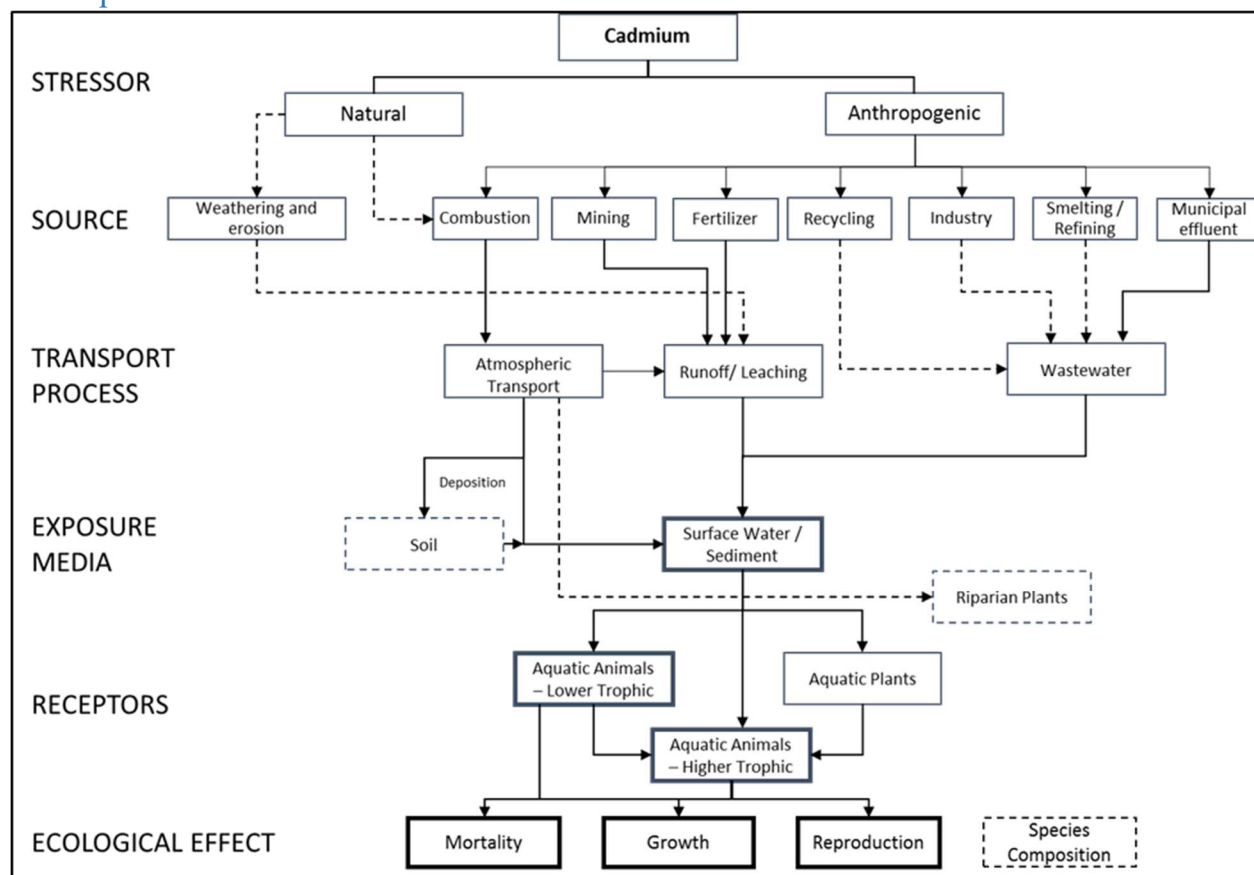 Cadmium
STRESSOR
Natural
Anthropogenic
SOURCE
Weathering and
erosion
Combustion
Mining
Fertilizer
Recycling
Industry
Smelting /
Refining
Municipal
effluent
TRANSPORT
PROCESS
Atmospheric
Transport
Runoff/ Leaching
Wastewater
Deposition
EXPOSURE
MEDIA
Soil
Surface Water /
Sediment
Riparian Plants
RECEPTORS
Aquatic Animals
– Lower Trophic
Aquatic Plants
Aquatic Animals
– Higher Trophic
ECOLOGICAL EFFECT
Mortality
Growth
Reproduction
Species
Composition